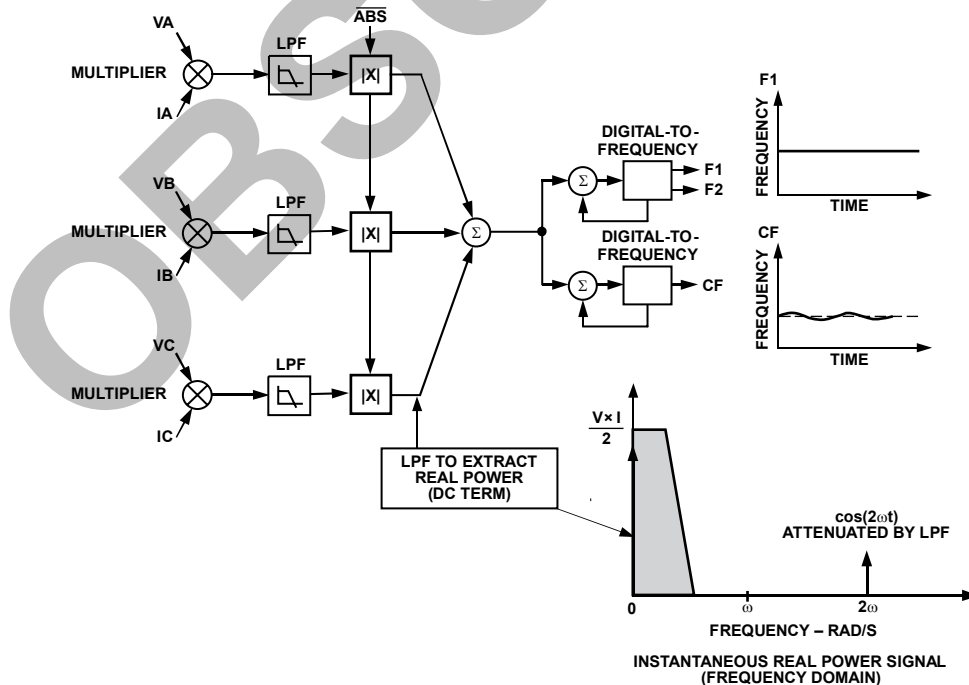 VA
ABS
LPF
MULTIPLIER
|X|
IA
DIGITAL-TO-
FREQUENCY
F1
F2
Σ
F1
FREQUENCY
TIME
VB
LPF
MULTIPLIER
|X|
Σ
IB
DIGITAL-TO-
FREQUENCY
Σ
CF
CF
FREQUENCY
TIME
VC
LPF
MULTIPLIER
|X|
IC
LPF TO EXTRACT
REAL POWER
(DC TERM)
V × I
2
cos(2ωt)
ATTENUATED BY LPF
0
ω
2ω
FREQUENCY – RAD/S
INSTANTANEOUS REAL POWER SIGNAL
(FREQUENCY DOMAIN)
OBSO